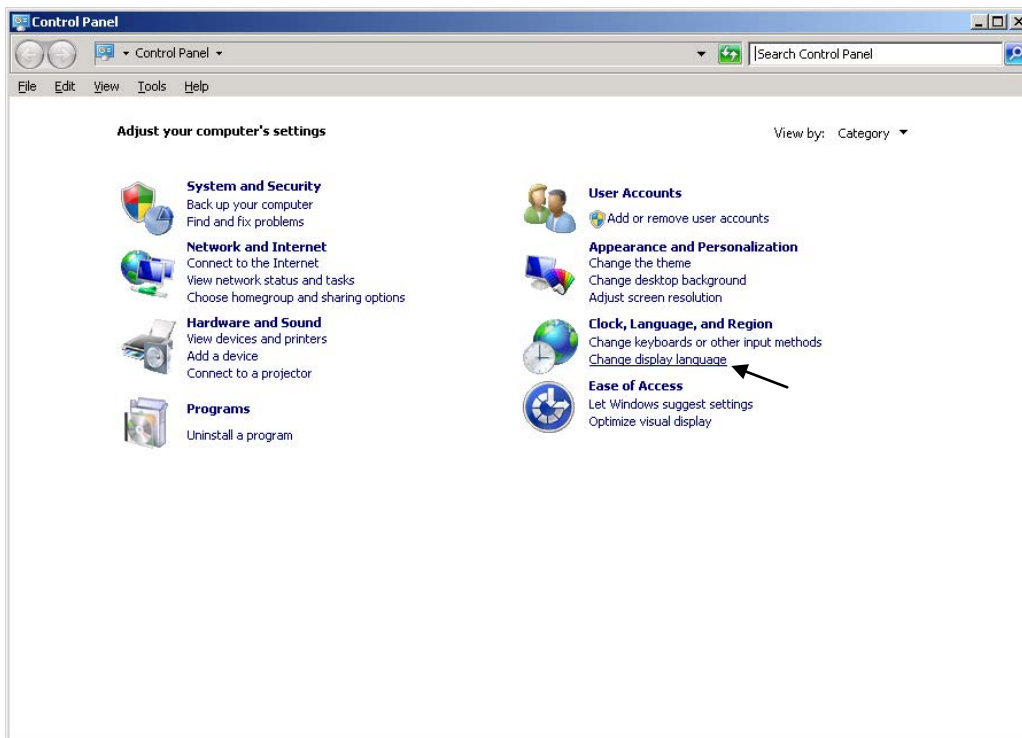 Control Panel
Control Panel
Search Control Panel
File Edit View Tools Help
Adjust your computer's settings
View by: Category
System and Security
Back up your computer
Find and fix problems
Network and Internet
Connect to the Internet
View network status and tasks
Choose homegroup and sharing options
Hardware and Sound
View devices and printers
Add a device
Connect to a projector
Programs
Uninstall a program
User Accounts
Add or remove user accounts
Appearance and Personalization
Change the theme
Change desktop background
Adjust screen resolution
Clock, Language, and Region
Change keyboards or other input methods
Change display language
Ease of Access
Let Windows suggest settings
Optimize visual display